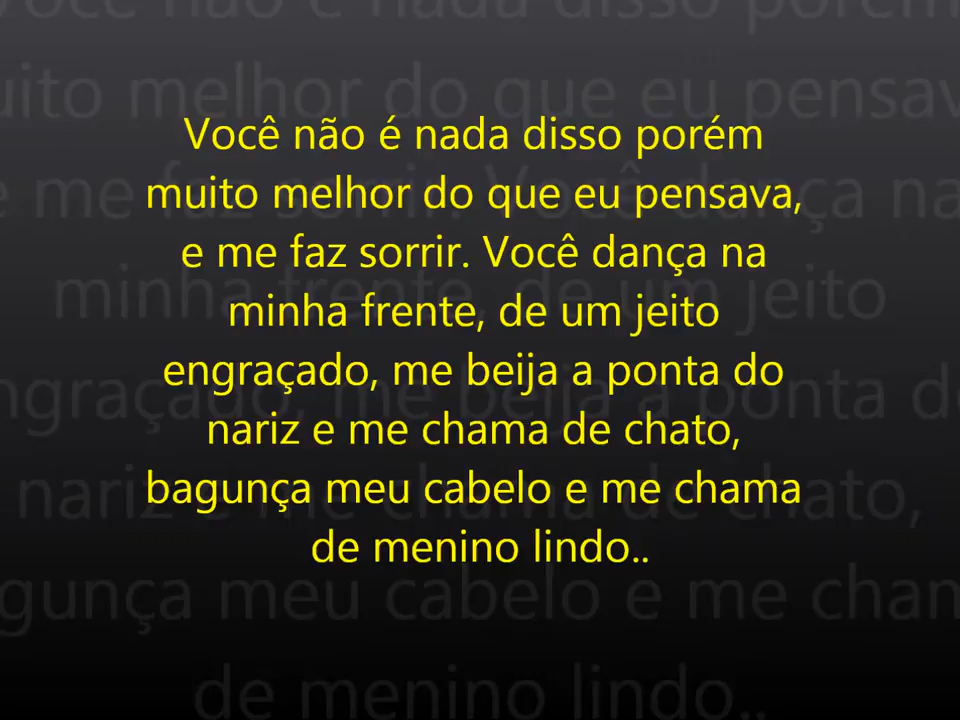 Você não é nada disso porém
muito melhor do que eu pensava,
e me faz sorrir. Você dança na
minha frente, de um jeito
engraçado, me beija a ponta do
nariz e me chama de chato,
bagunça meu cabelo e me chama
de menino lindo..